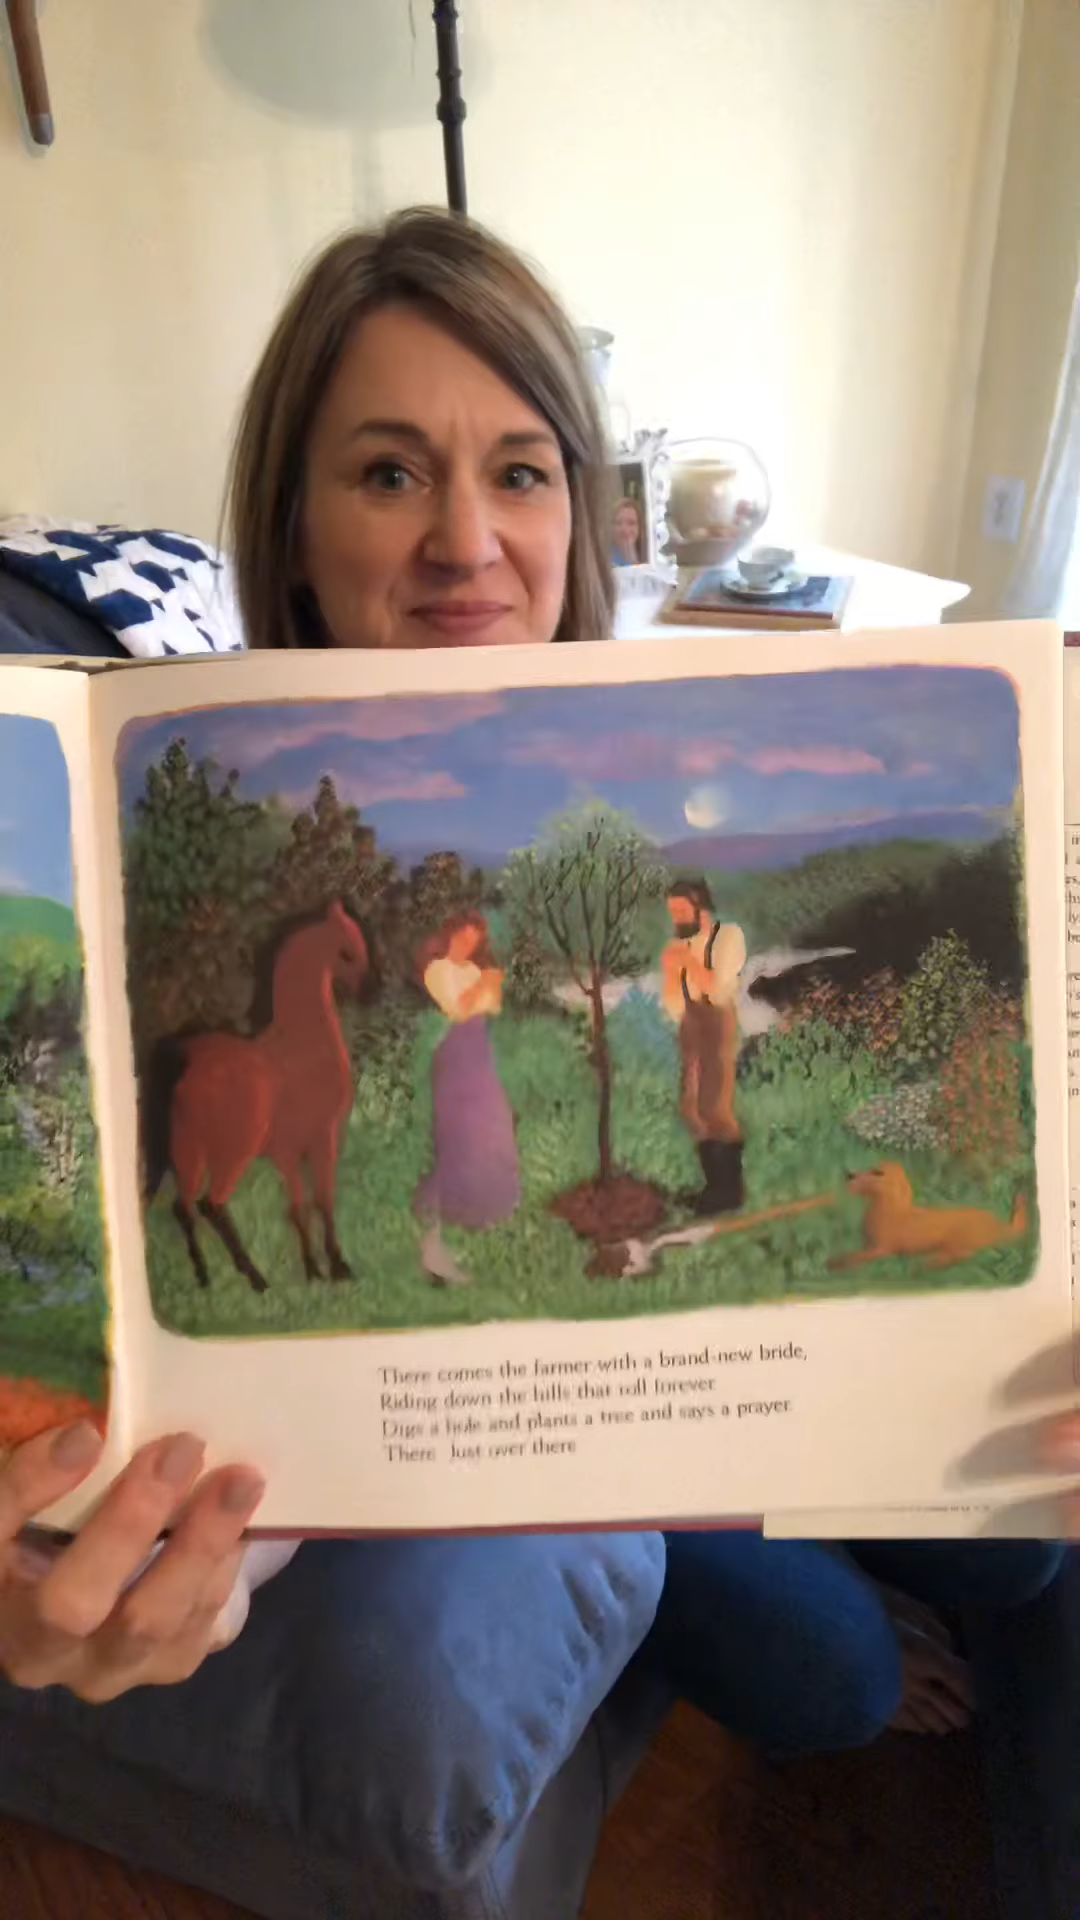 There comes the farmer with a brand-new bride,
Riding down the hills that roll forever
Digs a hole and plants a tree and says a prayer.
There Just over there